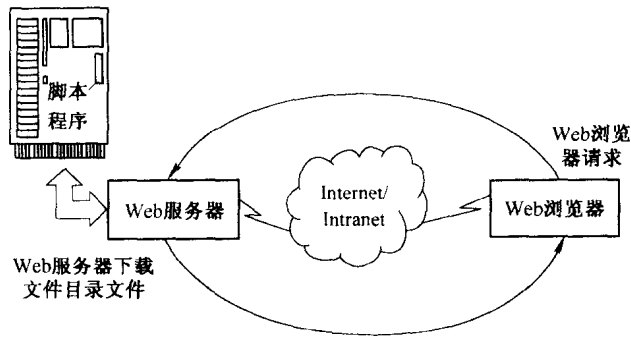 脚本
程序
Web浏览
器请求
Internet/
Intranet
Web服务器
Web浏览器
Web服务器下载
文件目录文件